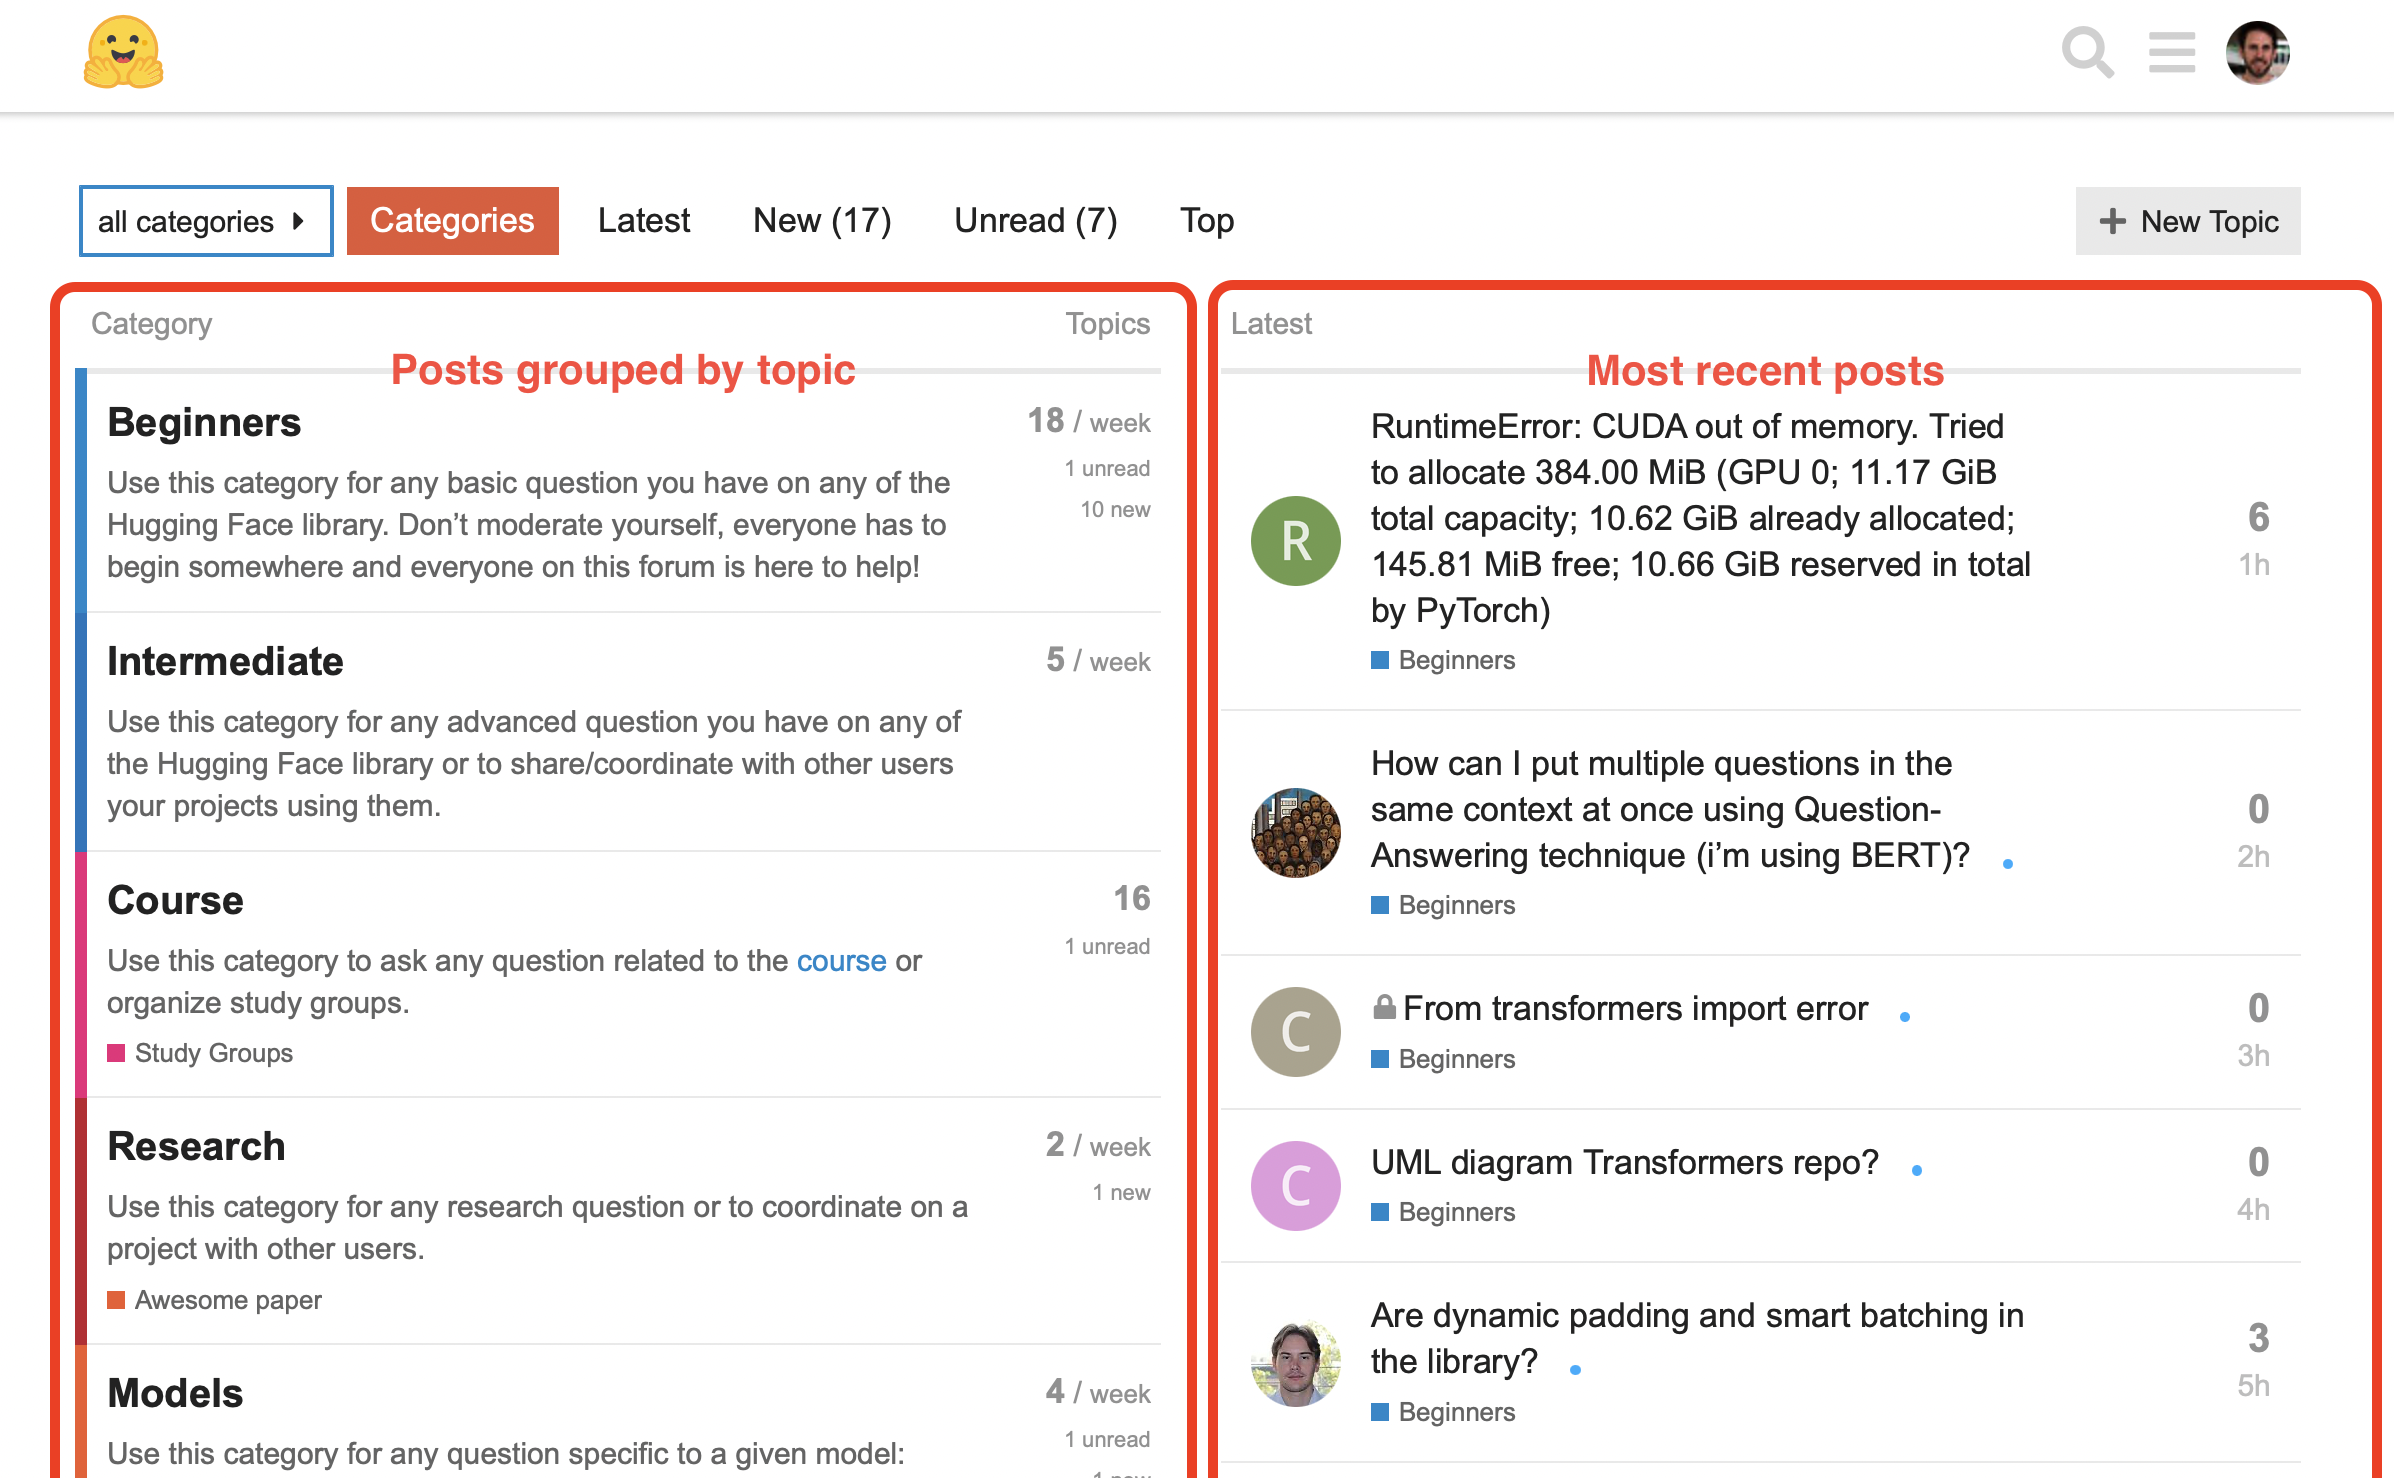 all categories
Categories
Latest
New (17)
Unread (7)
Top
New Topic
Category
Topics
Posts grouped by topic
Beginners
18 / week
Use this category for any basic question you have on any of the
1 unread
Hugging Face library. Don’t moderate yourself, everyone has to
10 new
begin somewhere and everyone on this forum is here to help!
Intermediate
5 / week
Use this category for any advanced question you have on any of
the Hugging Face library or to share/coordinate with other users
your projects using them.
Course
16
Use this category to ask any question related to the course or
1 unread
organize study groups.
Study Groups
Research
2 / week
Use this category for any research question or to coordinate on a
1 new
project with other users.
Awesome paper
Models
4 / week
Use this category for any question specific to a given model:
1 unread
1 new
Latest
Most recent posts
R
RuntimeError: CUDA out of memory. Tried
to allocate 384.00 MiB (GPU 0; 11.17 GiB
total capacity; 10.62 GiB already allocated;
145.81 MiB free; 10.66 GiB reserved in total
by PyTorch)
6
1h
Beginners
How can I put multiple questions in the
same context at once using Question-
Answering technique (i’m using BERT)?
0
2h
Beginners
C
From transformers import error
0
3h
Beginners
C
UML diagram Transformers repo?
0
4h
Beginners
Are dynamic padding and smart batching in
the library?
3
5h
Beginners